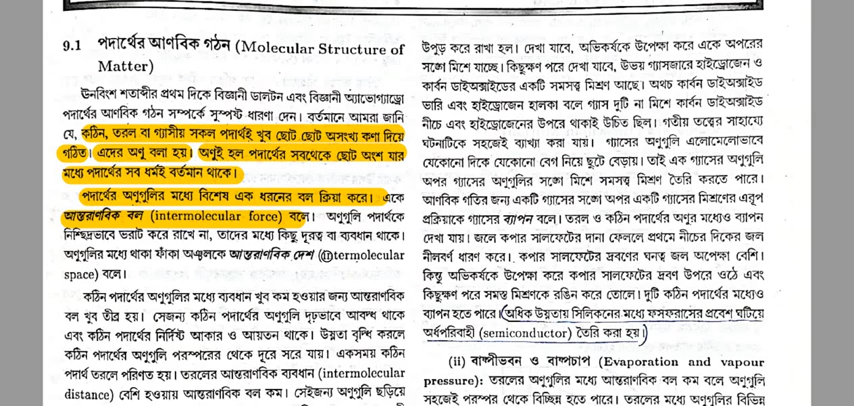 9.1 পদার্থের আণবিক গঠন (Molecular Structure of
Matter)
ঊনবিংশ শতাব্দীর প্রথম দিকে বিজ্ঞানী ডালটন এবং বিজ্ঞানী অ্যাভোগ্যাড্রো
পদার্থের আণবিক গঠন সম্পর্কে সুস্পষ্ট ধারণা দেন। বর্তমানে আমরা জানি
যে, কঠিন, তরল বা গ্যাসীয় সকল পদার্থই খুব ছোট ছোট অসংখ্য কণা দিয়ে
গঠিত। এদের অণু বলা হয়। অণুই হল পদার্থের সবথেকে ছোট অংশ যার
মধ্যে পদার্থের সব ধর্মই বর্তমান থাকে।
পদার্থের অণুগুলির মধ্যে বিশেষ এক ধরনের বল ক্রিয়া করে। একে
আন্তরাণবিক বল (intermolecular force) বলে। অণুগুলি পদার্থকে
নিশ্ছিদ্রভাবে ভরাট করে রাখে না, তাদের মধ্যে কিছু দূরত্ব বা ব্যবধান থাকে।
অণুগুলির মধ্যে থাকা ফাঁকা অঞ্চলকে আন্তরাণবিক দেশ (intermolecular
space) বলে।
কঠিন পদার্থের অণুগুলির মধ্যে ব্যবধান খুব কম হওয়ার জন্য আন্তরাণবিক
বল খুব তীব্র হয়। সেজন্য কঠিন পদার্থের অণুগুলি দৃঢ়ভাবে আবদ্ধ থাকে
এবং কঠিন পদার্থের নির্দিষ্ট আকার ও আয়তন থাকে। উষ্ণতা বৃদ্ধি করলে
কঠিন পদার্থের অণুগুলি পরস্পরের থেকে দূরে সরে যায়। একসময় কঠিন
পদার্থ তরলে পরিণত হয়। তরলের আন্তরাণবিক ব্যবধান (intermolecular
distance) বেশি হওয়ায় আন্তরাণবিক বল কম। সেইজন্য অণুগুলি ছড়িয়ে
উপুড় করে রাখা হল। দেখা যাবে, অভিকর্ষকে উপেক্ষা করে একে অপরের
সঙ্গে মিশে যাচ্ছে। কিছুক্ষণ পরে দেখা যাবে, উভয় গ্যাসজারে হাইড্রোজেন ও
কার্বন ডাইঅক্সাইডের একটি সমসত্ত্ব মিশ্রণ আছে। অথচ কার্বন ডাইঅক্সাইড
ভারি এবং হাইড্রোজেন হালকা বলে গ্যাস দুটি না মিশে কার্বন ডাইঅক্সাইড
নীচে এবং হাইড্রোজেনের উপরে থাকাই উচিত ছিল। গতীয় তত্ত্বের সাহায্যে
ঘটনাটিকে সহজেই ব্যাখ্যা করা যায়। গ্যাসের অণুগুলি এলোমেলোভাবে
যেকোনো দিকে যেকোনো বেগ নিয়ে ছুটে বেড়ায়। তাই এক গ্যাসের অণুগুলি
অপর গ্যাসের অণুগুলির সঙ্গে মিশে সমসত্ত্ব মিশ্রণ তৈরি করতে পারে।
আণবিক গতির জন্য একটি গ্যাসের সঙ্গে অপর একটি গ্যাসের মিশ্রণের এরূপ
প্রক্রিয়াকে গ্যাসের ব্যাপন বলে। তরল ও কঠিন পদার্থের অণুর মধ্যেও ব্যাপন
দেখা যায়। জলে কপার সালফেটের দানা ফেললে প্রথমে নীচের দিকের জল
নীলবর্ণ ধারণ করে। কপার সালফেটের দ্রবণের ঘনত্ব জল অপেক্ষা বেশি।
কিন্তু অভিকর্ষকে উপেক্ষা করে কপার সালফেটের দ্রবণ উপরে ওঠে এবং
কিছুক্ষণ পরে সমস্ত মিশ্রণকে রঙিন করে তোলে। দুটি কঠিন পদার্থের মধ্যেও
ব্যাপন হতে পারে। (অধিক উষ্ণতায় সিলিকনের মধ্যে ফসফরাসের প্রবেশ ঘটিয়ে
অর্ধপরিবাহী (semiconductor) তৈরি করা হয়।)
(ii) বাষ্পীভবন ও বাষ্পচাপ (Evaporation and vapour
pressure): তরলের অণুগুলির মধ্যে আন্তরাণবিক বল কম বলে অণুগুলি
সহজেই পরস্পর থেকে বিচ্ছিন্ন হতে পারে। তরলের মধ্যে অণুগুলির বিভিন্ন